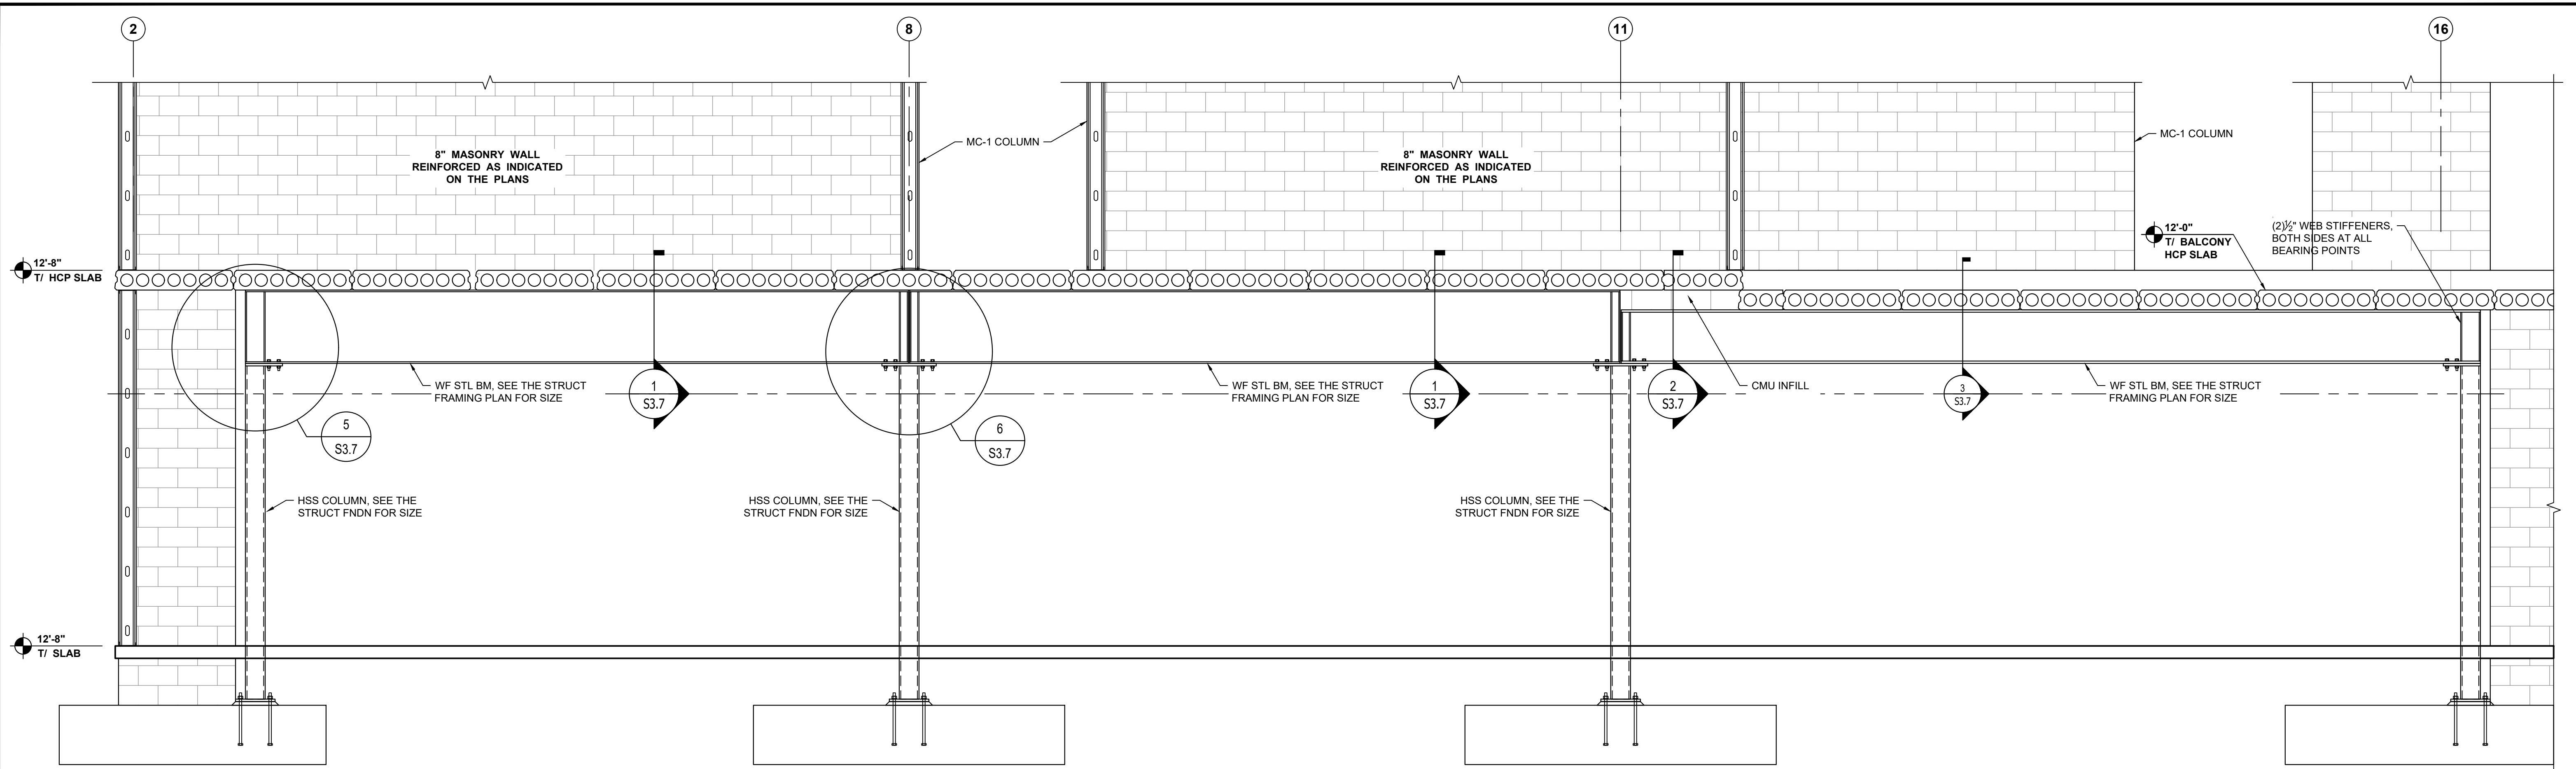 2
8
11
16
MC-1 COLUMN
MC-1 COLUMN
8" MASONRY WALL
REINFORCED AS INDICATED
ON THE PLANS
8" MASONRY WALL
REINFORCED AS INDICATED
ON THE PLANS
12'-0"
T/ BALCONY
HCP SLAB
(2)½" WEB STIFFENERS,
BOTH SIDES AT ALL
BEARING POINTS
12'-8"
T/ HCP SLAB
WF STL BM, SEE THE STRUCT
FRAMING PLAN FOR SIZE
1
S3.7
WF STL BM, SEE THE STRUCT
FRAMING PLAN FOR SIZE
1
S3.7
2
S3.7
CMU INFILL
3
S3.7
WF STL BM, SEE THE STRUCT
FRAMING PLAN FOR SIZE
5
S3.7
6
S3.7
HSS COLUMN, SEE THE
STRUCT FNDN FOR SIZE
HSS COLUMN, SEE THE
STRUCT FNDN FOR SIZE
HSS COLUMN, SEE THE
STRUCT FNDN FOR SIZE
12'-8"
T/ SLAB